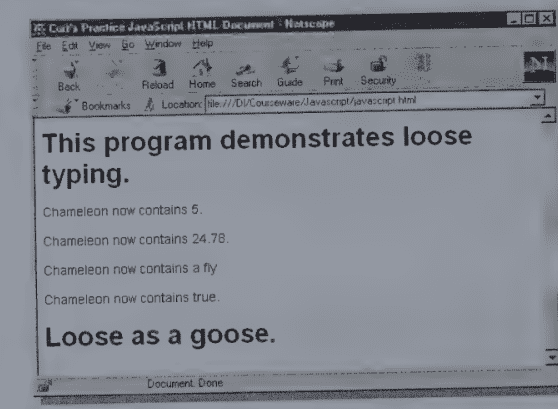 Curt's Practice JavaScript HTML Document - Netscape
File Edit View Go Window Help
Back Reload Home Search Guide Print Security
Bookmarks Location: file:///D|/Courseware/Javascript/javascript.html
This program demonstrates loose
typing.
Chameleon now contains 5.
Chameleon now contains 24.76.
Chameleon now contains a fly
Chameleon now contains true.
Loose as a goose.
Document: Done